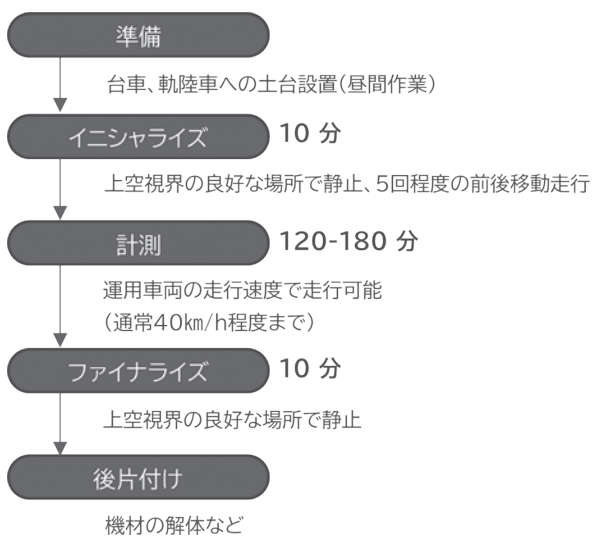 準備
台車、軌陸車への土台設置(昼間作業)
イニシャライズ 10 分
上空視界の良好な場所で静止、5回程度の前後移動走行
計測 120-180 分
運用車両の走行速度で走行可能
(通常40㎞/h程度まで)
ファイナライズ 10 分
上空視界の良好な場所で静止
後片付け
機材の解体など